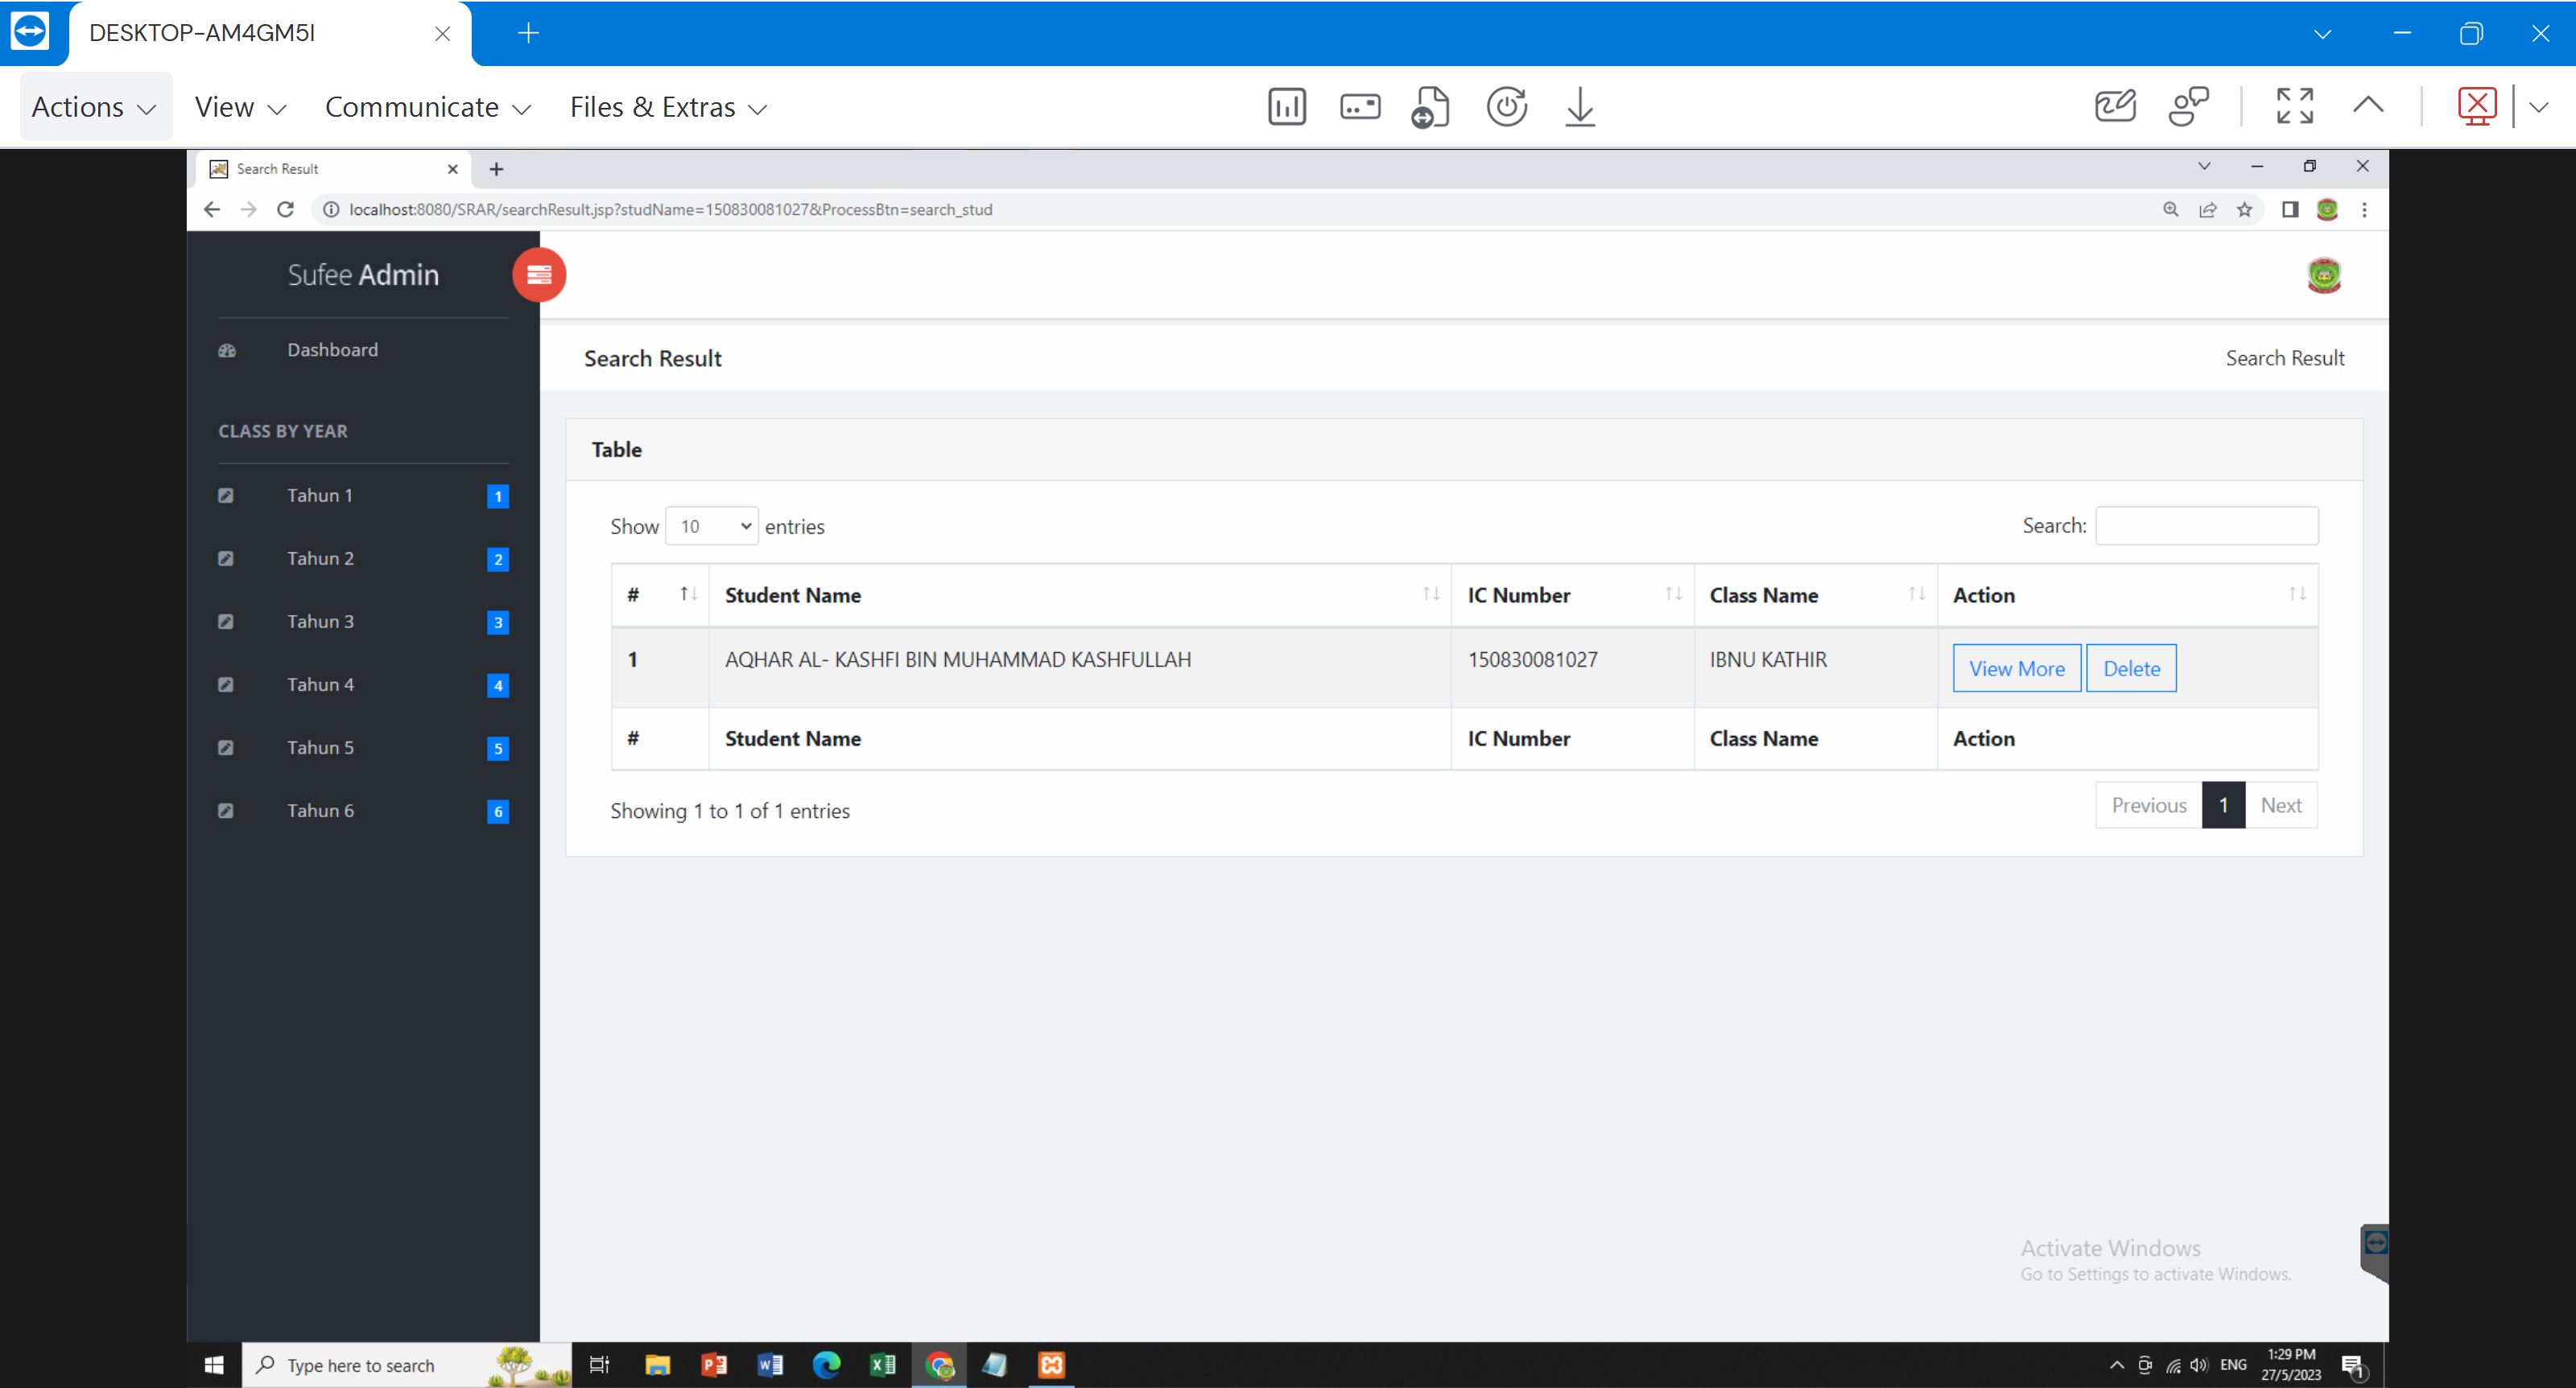 DESKTOP-AM4GM5I
Actions View Communicate Files & Extras
Search Result
localhost:8080/SRAR/searchResult.jsp?studName=150830081027&ProcessBtn=search_stud
Sufee Admin
Dashboard
CLASS BY YEAR
Tahun 1 1
Tahun 2 2
Tahun 3 3
Tahun 4 4
Tahun 5 5
Tahun 6 6
Search Result Search Result
Table
Show 10 entries Search:
# Student Name IC Number Class Name Action
1 AQHAR AL- KASHFI BIN MUHAMMAD KASHFULLAH 150830081027 IBNU KATHIR View More Delete
# Student Name IC Number Class Name Action
Showing 1 to 1 of 1 entries Previous 1 Next
Activate Windows
Go to Settings to activate Windows.
Type here to search
ENG
1:29 PM
27/5/2023
1